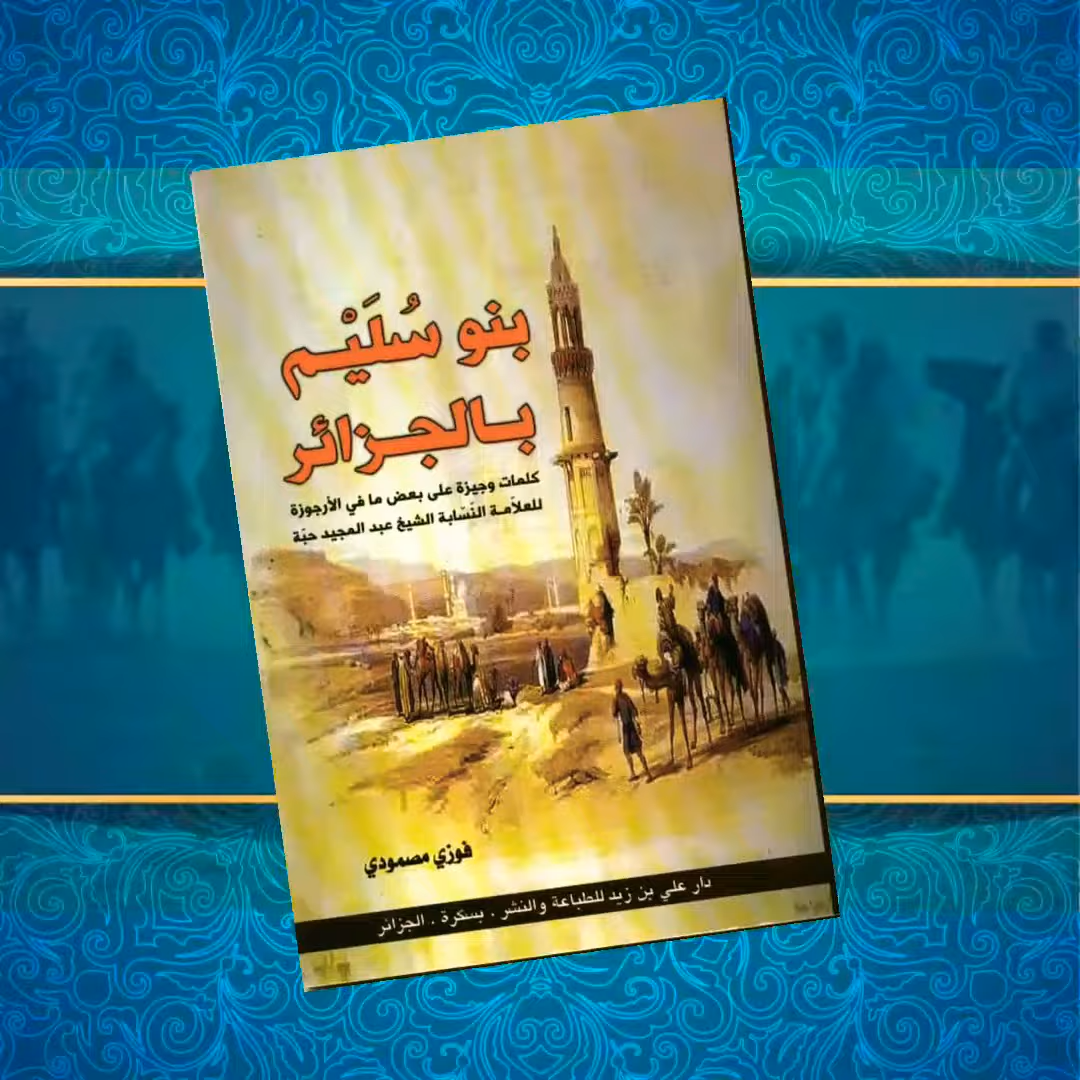 بنو سُلَيْم
بالجزائر
كلمات وجيزة على بعض ما في الأرجوزة
للعلاّمة النّسّابة الشيخ عبد المجيد حبّة
فوزي مصمودي
دار علي بن زيد للطباعة والنشر . بسكرة . الجزائر